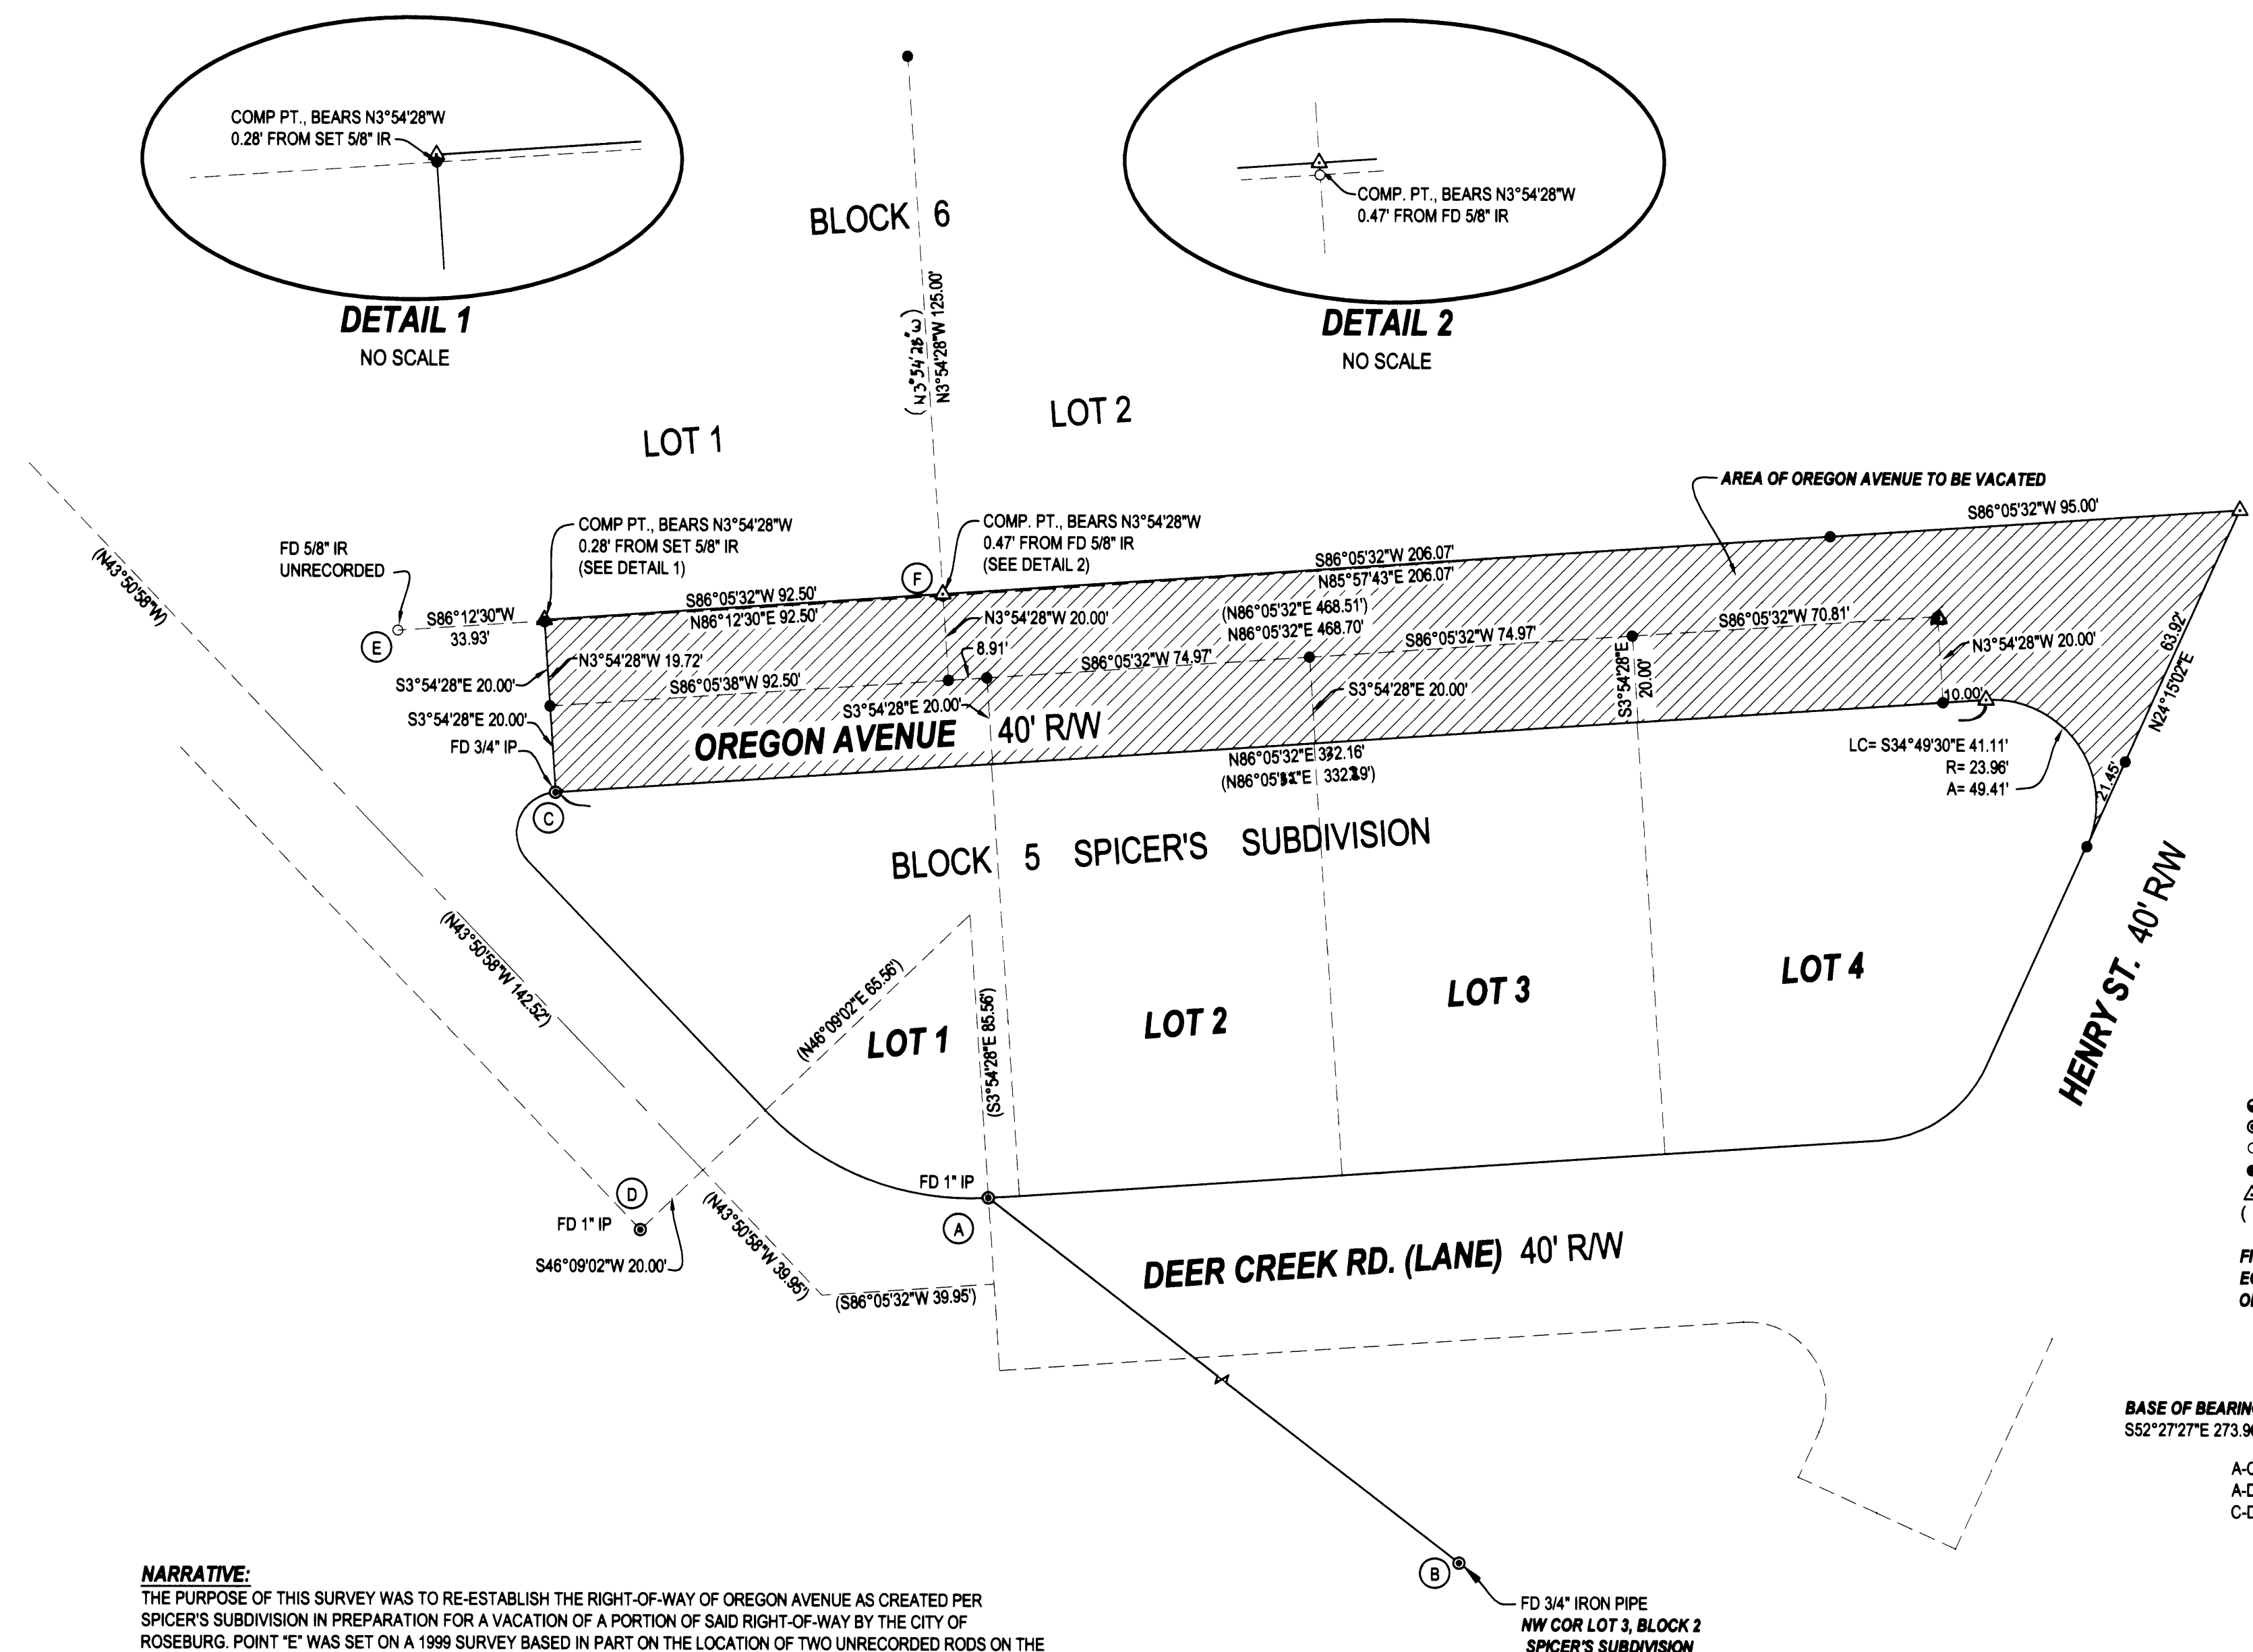 COMP PT., BEARS N3°54'28"W
0.28' FROM SET 5/8" IR
DETAIL 1
NO SCALE
COMP. PT., BEARS N3°54'28"W
0.47' FROM FD 5/8" IR
DETAIL 2
NO SCALE
BLOCK 6
(N3°54'28"W)
N3°54'28"W 125.00'
LOT 1
LOT 2
AREA OF OREGON AVENUE TO BE VACATED
S86°05'32"W 95.00'
(N43°50'58"W)
FD 5/8" IR
UNRECORDED
E
S86°12'30"W
33.93'
COMP PT., BEARS N3°54'28"W
0.28' FROM SET 5/8" IR
(SEE DETAIL 1)
F
COMP. PT., BEARS N3°54'28"W
0.47' FROM FD 5/8" IR
(SEE DETAIL 2)
S86°05'32"W 92.50'
N86°12'30"E 92.50'
S86°05'32"W 206.07'
N85°57'43"E 206.07'
(N86°05'32"E 468.51')
N86°05'32"E 468.70'
N3°54'28"W 20.00'
8.91'
S86°05'32"W 74.97'
S86°05'32"W 74.97'
S86°05'32"W 70.81'
63.92'
N24°15'02"E
N3°54'28"W 20.00'
N3°54'28"W 19.72'
S3°54'28"E 20.00'
S86°05'38"W 92.50'
S3°54'28"E 20.00'
S3°54'28"E 20.00'
S3°54'28"E
20.00'
10.00'
S3°54'28"E 20.00'
FD 3/4" IP
C
OREGON AVENUE 40' R/W
N86°05'32"E 332.16'
(N86°05' "E
LC= S34°49'30"E 41.11'
R= 23.96'
A= 49.41'
21.45'
BLOCK 5 SPICER'S SUBDIVISION
HENRY ST. 40' R/W
(N43°50'58"W 142.52')
(N46°09'02"E 65.56')
(S3°54'28"E 85.56')
LOT 1
LOT 2
LOT 3
LOT 4
FD 1" IP
A
D
FD 1" IP
S46°09'02"W 20.00'
(N43°50'58"W 39.95')
(S86°05'32"W 39.95')
DEER CREEK RD. (LANE) 40' R/W
(
BASE OF BEARIN
S52°27'27"E 273.9
A-
A-
C-
B
FD 3/4" IRON PIPE
NW COR LOT 3, BLOCK 2
SPICER'S SUBDIVISION
NARRATIVE:
THE PURPOSE OF THIS SURVEY WAS TO RE-ESTABLISH THE RIGHT-OF-WAY OF OREGON AVENUE AS CREATED PER
SPICER'S SUBDIVISION IN PREPARATION FOR A VACATION OF A PORTION OF SAID RIGHT-OF-WAY BY THE CITY OF
ROSEBURG. POINT "E" WAS SET ON A 1999 SURVEY BASED IN PART ON THE LOCATION OF TWO UNRECORDED RODS ON THE